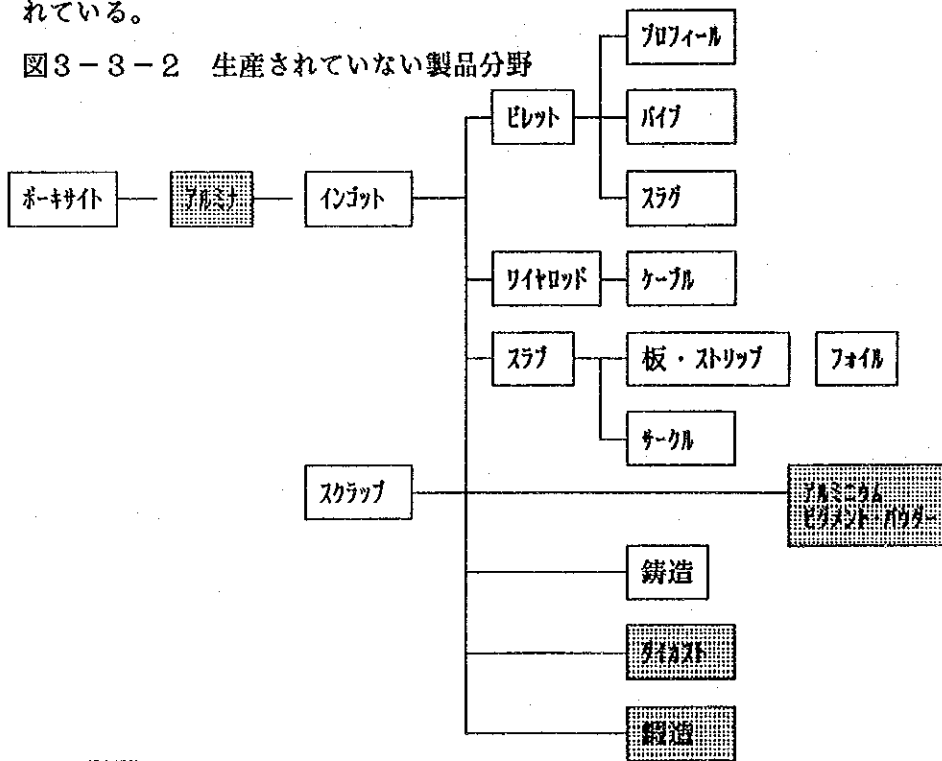 れている。
図3-3-2 生産されていない製品分野
プロフィール
ビレット
パイプ
スラグ
ボーキサイト
アルミナ
インゴット
ワイヤロッド
ケーブル
スラブ
板・ストリップ
フォイル
サークル
スクラップ
アルミニウム
ピグメント・パウダー
鋳造
ダイカスト
鍛造